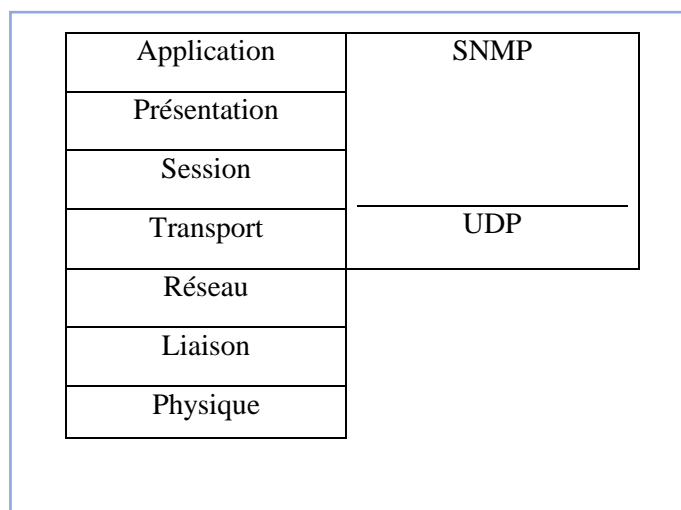 Application SNMP
Présentation
Session
Transport UDP
Réseau
Liaison
Physique